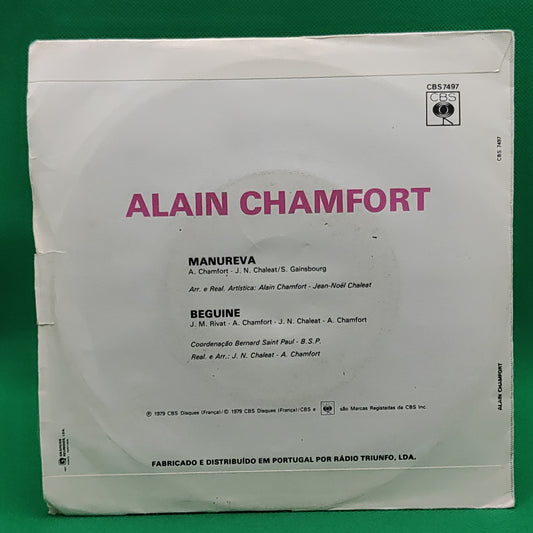 CBS 7497
CBS
CBS 7497
ALAIN CHAMFORT
MANUREVA
A. Chamfort - J. N. Chaleat/S. Gainsbourg
Arr. e Real. Artística: Alain Chamfort - Jean-Noël Chaleat
BEGUINE
J. M. Rivat - A. Chamfort - J. N. Chaleat - A. Chamfort
Coordenação Bernard Saint Paul - B.S.P.
Real. e Arr.: J. N. Chaleat - A. Chamfort
ALAIN CHAMFORT
℗ 1979 CBS Disques (França)/© 1979 CBS Disques (França)/CBS e são Marcas Registadas da CBS Inc.
FABRICADO E DISTRIBUÍDO EM PORTUGAL POR RÁDIO TRIUNFO, LDA.